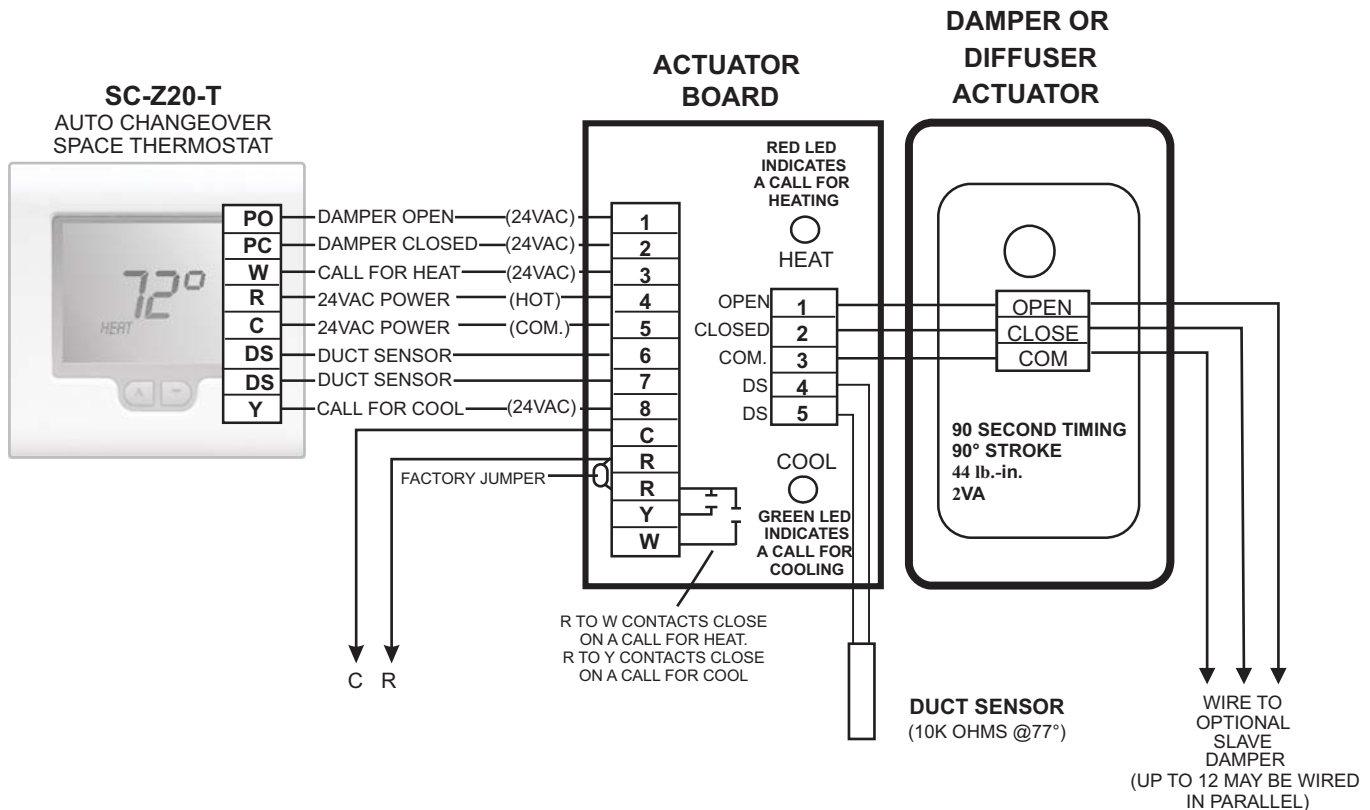 SC-Z20-T
AUTO CHANGEOVER
SPACE THERMOSTAT
72°
HEAT
PO DAMPER OPEN (24VAC) 1
PC DAMPER CLOSED (24VAC) 2
W CALL FOR HEAT (24VAC) 3
R 24VAC POWER (HOT) 4
C 24VAC POWER (COM.) 5
DS DUCT SENSOR 6
DS DUCT SENSOR 7
Y CALL FOR COOL (24VAC) 8
C
R
FACTORY JUMPER
R
Y
W
C R
ACTUATOR
BOARD
RED LED
INDICATES
A CALL FOR
HEATING
HEAT
OPEN 1
CLOSED 2
COM. 3
DS 4
DS 5
COOL
GREEN LED
INDICATES
A CALL FOR
COOLING
R TO W CONTACTS CLOSE
ON A CALL FOR HEAT.
R TO Y CONTACTS CLOSE
ON A CALL FOR COOL
DUCT SENSOR
(10K OHMS @77°)
DAMPER OR
DIFFUSER
ACTUATOR
OPEN
CLOSE
COM
90 SECOND TIMING
90° STROKE
44 lb.-in.
2VA
WIRE TO
OPTIONAL
SLAVE
DAMPER
(UP TO 12 MAY BE WIRED
IN PARALLEL)